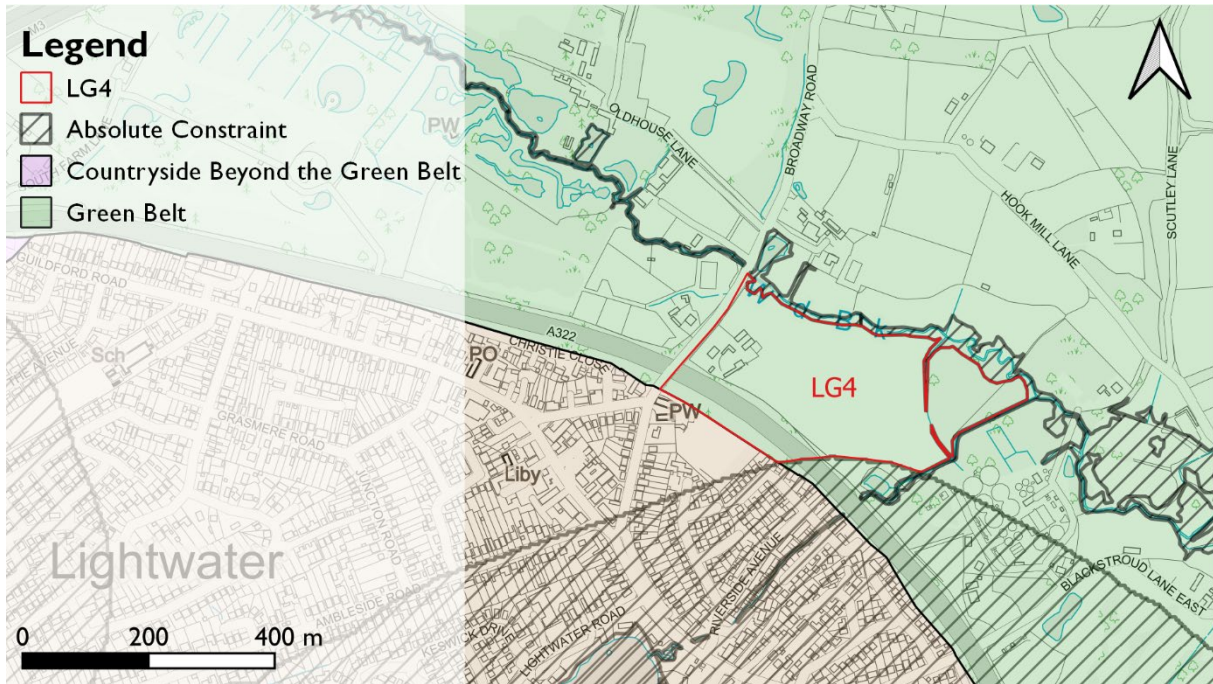 Legend
LG4
Absolute Constraint
Countryside Beyond the Green Belt
Green Belt
M3
PW
FARM
OLDHOUSE LANE
BROADWAY ROAD
HOOK MILL LANE
SCUTLEY LANE
GUILDFORD ROAD
A322
CHRISTIE CLOSE
THE AVENUE
Sch
PO
PW
LG4
GRASMERE ROAD
JUNCTION ROAD
Liby
Lightwater
AMBLESIDE ROAD
KESWICK DRIVE
LIGHTWATER ROAD
RIVERSIDE AVENUE
BLACKSTROUD LANE EAST
0 200 400 m